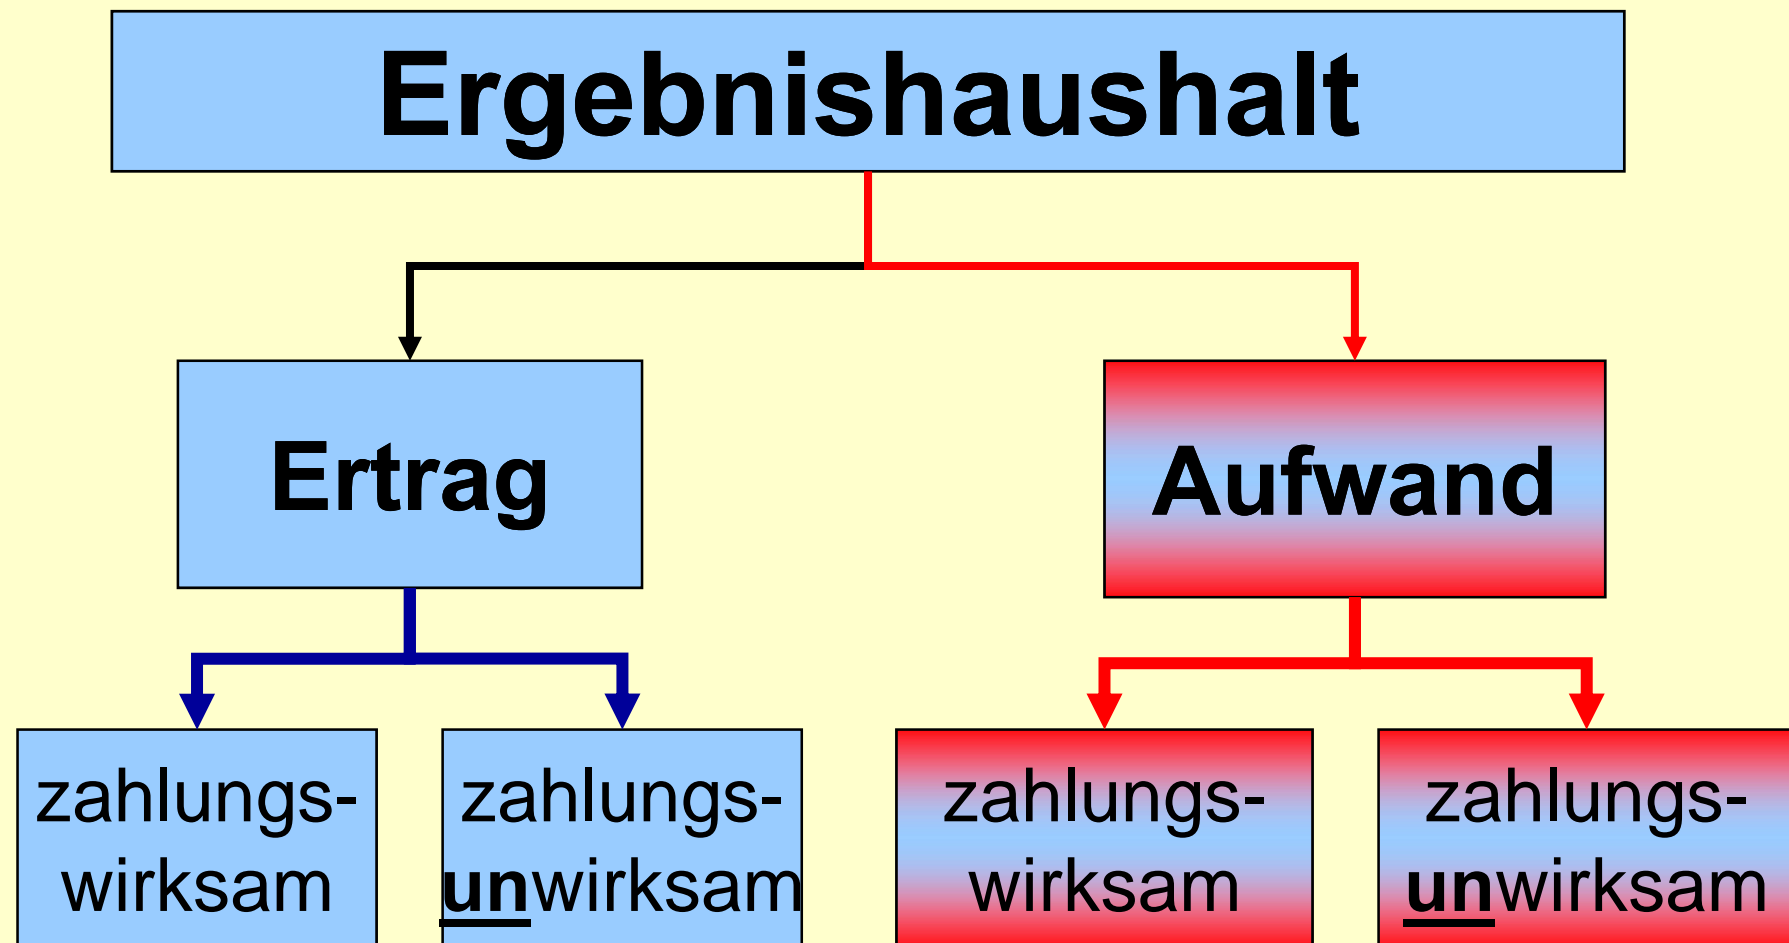 Ergebnishaushalt
Ertrag
Aufwand
zahlungs-
wirksam
zahlungs-
unwirksam
zahlungs-
wirksam
zahlungs-
unwirksam